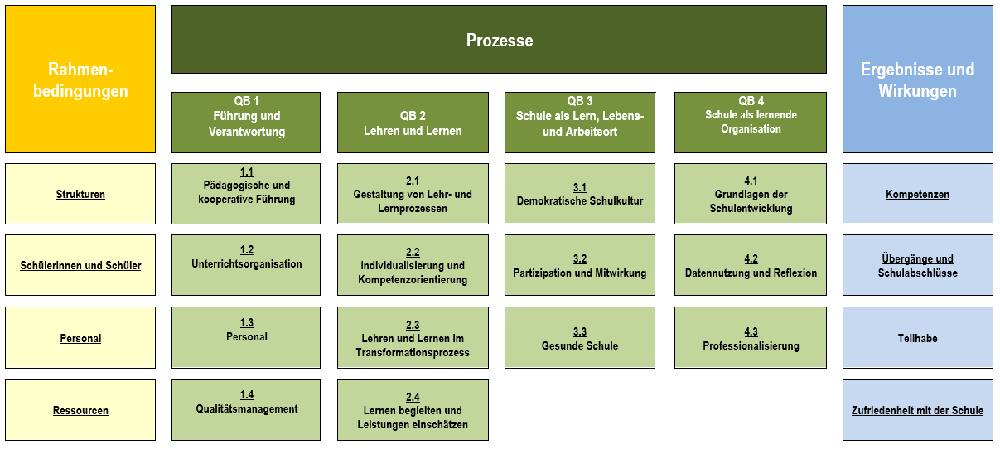 Rahmen-
bedingungen
Prozesse
Ergebnisse und
Wirkungen
QB 1
Führung und
Verantwortung
QB 2
Lehren und Lernen
QB 3
Schule als Lern, Lebens-
und Arbeitsort
QB 4
Schule als lernende
Organisation
Strukturen
1.1
Pädagogische und
kooperative Führung
2.1
Gestaltung von Lehr- und
Lernprozessen
3.1
Demokratische Schulkultur
4.1
Grundlagen der
Schulentwicklung
Kompetenzen
Schülerinnen und Schüler
1.2
Unterrichtsorganisation
2.2
Individualisierung und
Kompetenzorientierung
3.2
Partizipation und Mitwirkung
4.2
Datennutzung und Reflexion
Übergänge und
Schulabschlüsse
Personal
1.3
Personal
2.3
Lehren und Lernen im
Transformationsprozess
3.3
Gesunde Schule
4.3
Professionalisierung
Teilhabe
Ressourcen
1.4
Qualitätsmanagement
2.4
Lernen begleiten und
Leistungen einschätzen
Zufriedenheit mit der Schule